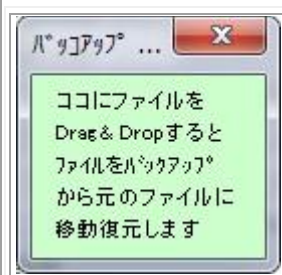 ﾊﾞｯｺｱｯﾌﾟ ...
ココにファイルを
Drag& Dropすると
ﾌｧｲﾙをﾊﾞｯｸｱｯﾌﾟ
から元のファイルに
移動復元します